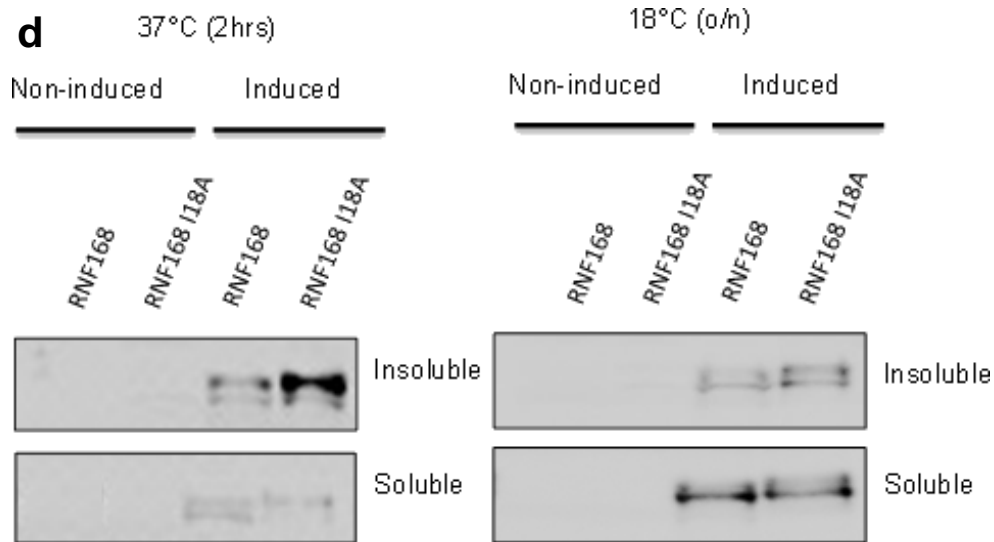 d
37°C (2hrs)
18°C (o/n)
Non-induced
Induced
Non-induced
Induced
RNF168
RNF168 I18A
RNF168
RNF168 I18A
RNF168
RNF168 I18A
RNF168
RNF168 I18A
Insoluble
Insoluble
Soluble
Soluble